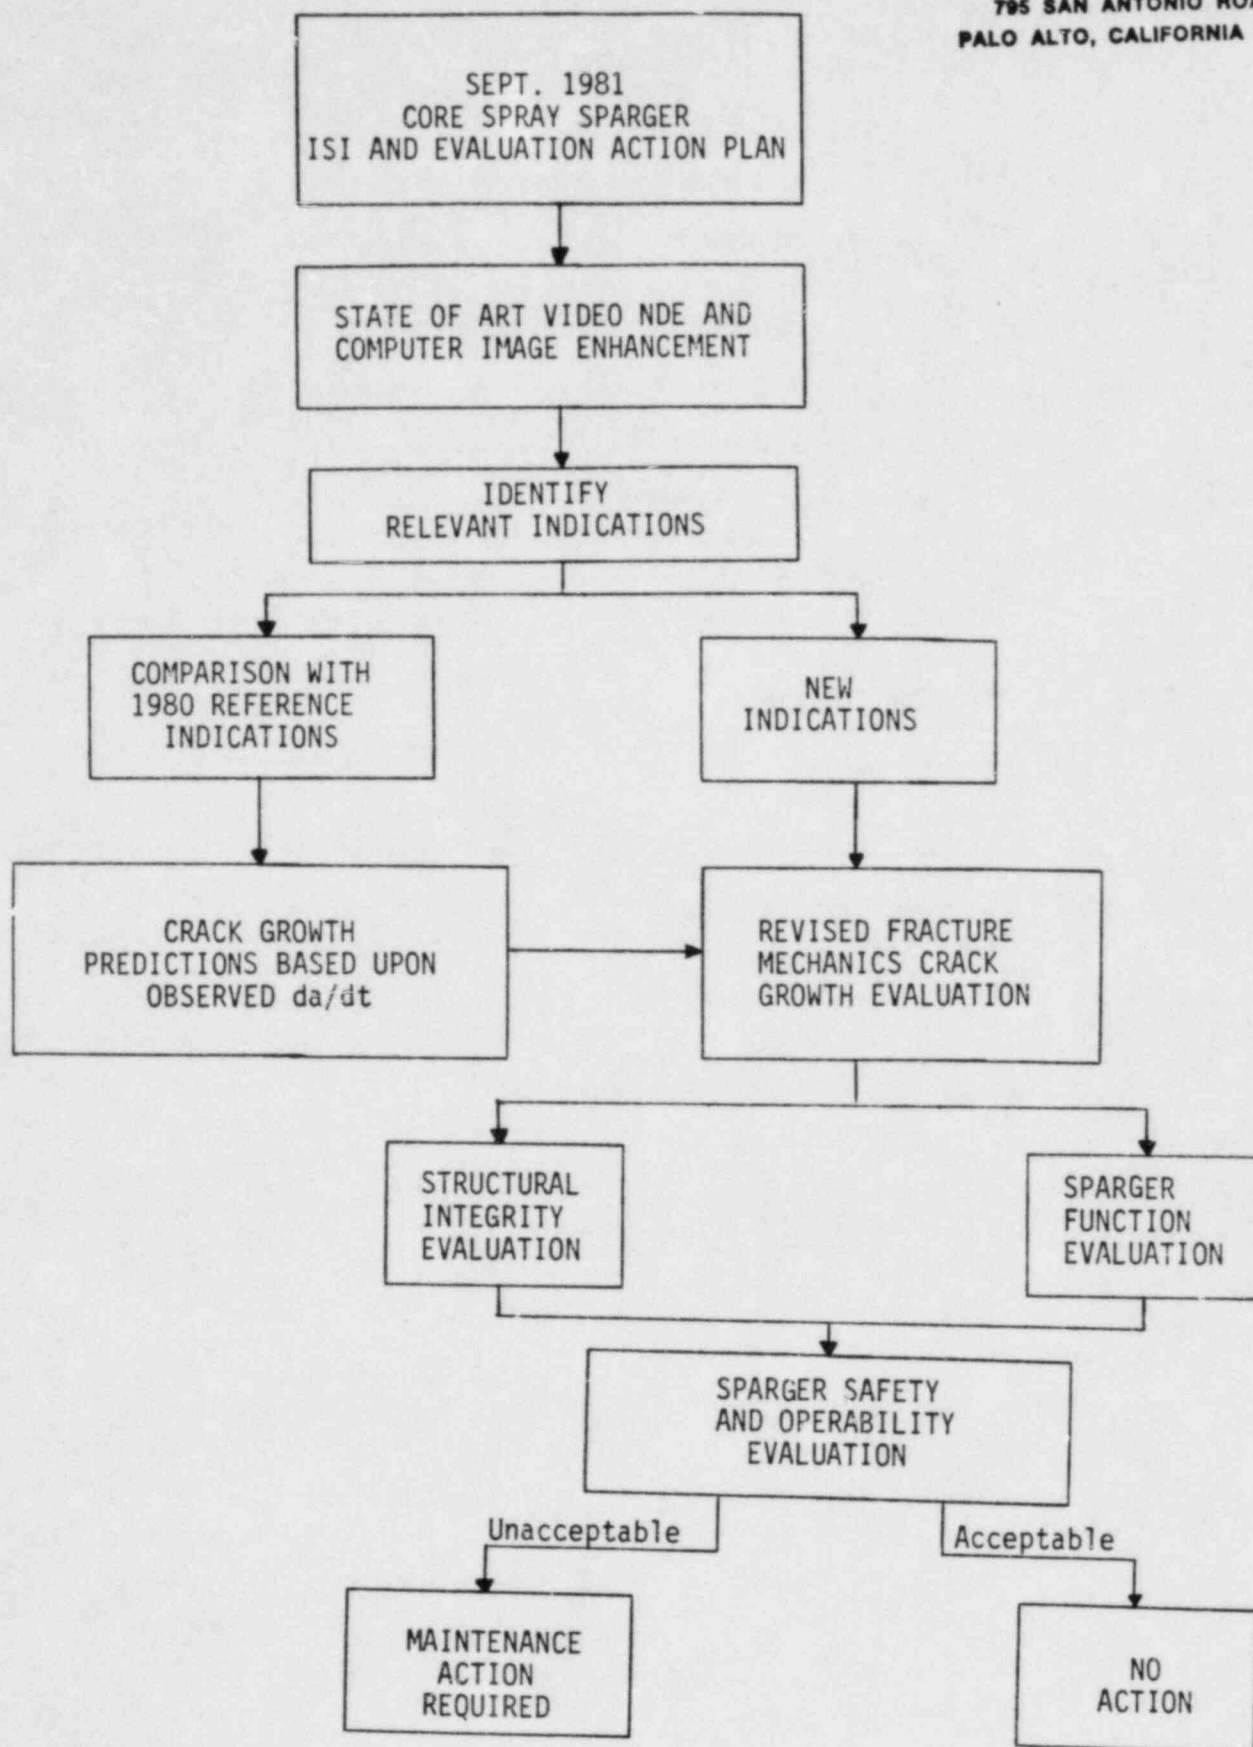 795 SAN ANTONIO
PALO ALTO, CALIFORNIA
SEPT. 1981
CORE SPRAY SPARGER
ISI AND EVALUATION ACTION PLAN
STATE OF ART VIDEO NDE AND
COMPUTER IMAGE ENHANCEMENT
IDENTIFY
RELEVANT INDICATIONS
COMPARISON WITH
1980 REFERENCE
INDICATIONS
NEW
INDICATIONS
CRACK GROWTH
PREDICTIONS BASED UPON
OBSERVED da/dt
REVISED FRACTURE
MECHANICS CRACK
GROWTH EVALUATION
STRUCTURAL
INTEGRITY
EVALUATION
SPARGER
FUNCTION
EVALUATION
SPARGER SAFETY
AND OPERABILITY
EVALUATION
Unacceptable
Acceptable
MAINTENANCE
ACTION
REQUIRED
NO
ACTION